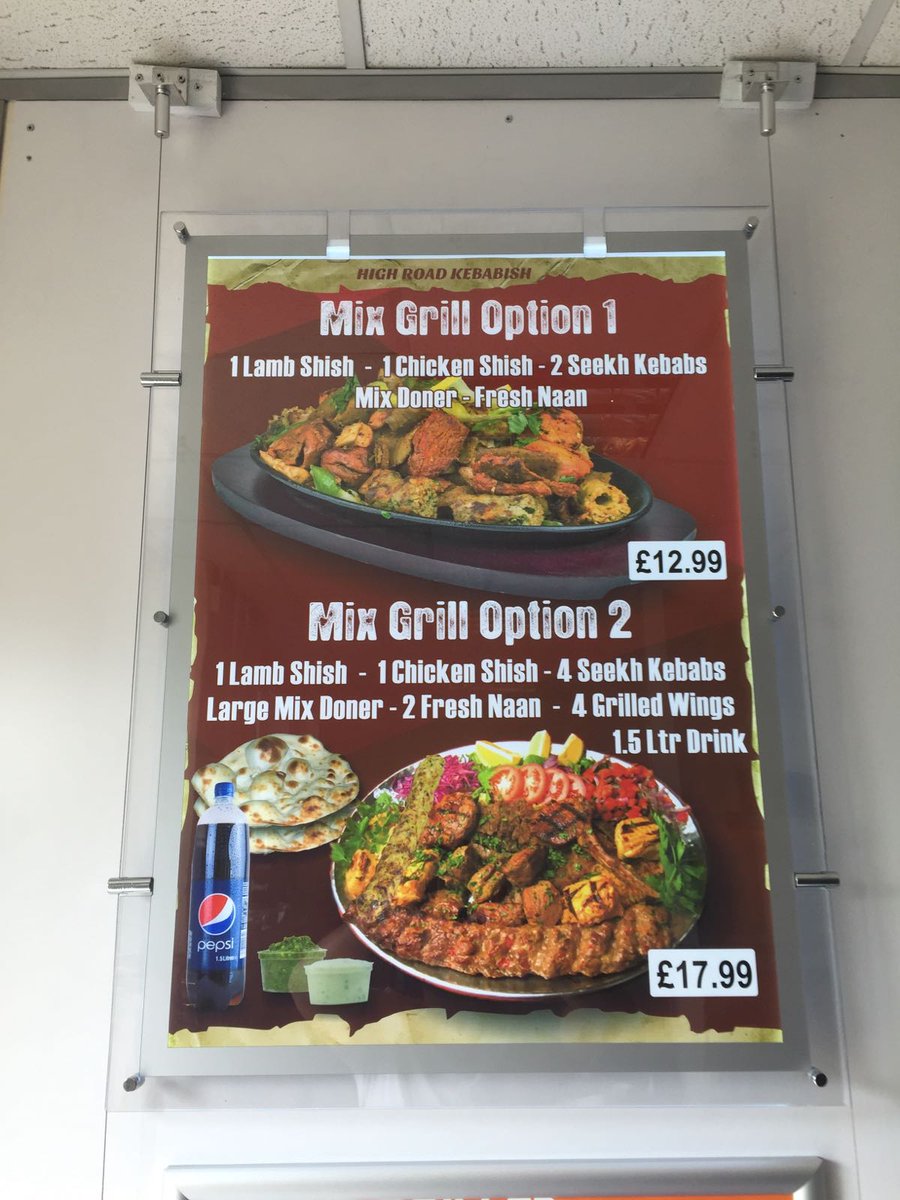 HIGH ROAD KEBABISH
Mix Grill Option 1
1 Lamb Shish - 1 Chicken Shish - 2 Seekh Kebabs
Mix Doner - Fresh Naan
£12.99
Mix Grill Option 2
1 Lamb Shish - 1 Chicken Shish - 4 Seekh Kebabs
Large Mix Doner - 2 Fresh Naan - 4 Grilled Wings
1.5 Ltr Drink
pepsi
£17.99